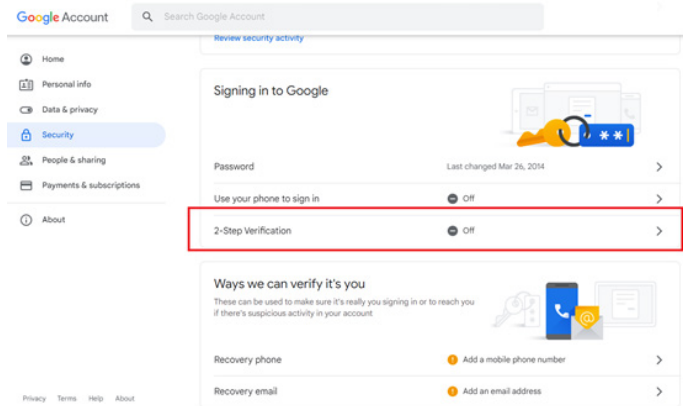 Google Account
Search Google Account
Review security activity
Home
Personal info
Data & privacy
Security
People & sharing
Payments & subscriptions
About
Signing in to Google
**
Password
Last changed Mar 26, 2014
Use your phone to sign in
Off
2-Step Verification
Off
Ways we can verify it's you
These can be used to make sure it's really you signing in or to reach you
if there's suspicious activity in your account
@
Recovery phone
! Add a mobile phone number
Recovery email
! Add an email address
Privacy Terms Help About